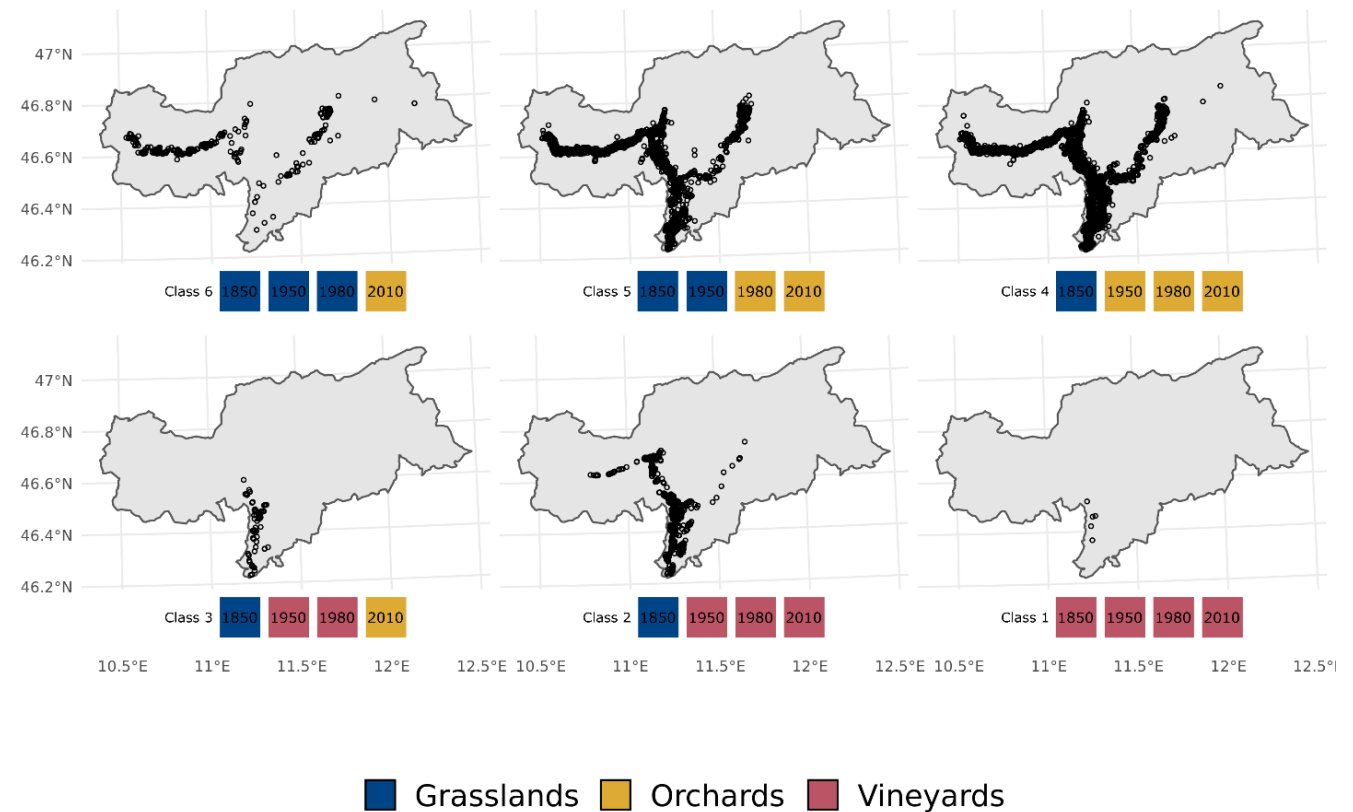 47°N
46.8°N
46.6°N
46.4°N
46.2°N
Class 6 1850 1950 1980 2010
Class 5 1850 1950 1980 2010
Class 4 1850 1950 1980 2010
47°N
46.8°N
46.6°N
46.4°N
46.2°N
Class 3 1850 1950 1980 2010
Class 2 1850 1950 1980 2010
Class 1 1850 1950 1980 2010
10.5°E 11°E 11.5°E 12°E 12.5°E 10.5°E 11°E 11.5°E 12°E 12.5°E 10.5°E 11°E 11.5°E 12°E 12.5°
Grasslands Orchards Vineyards